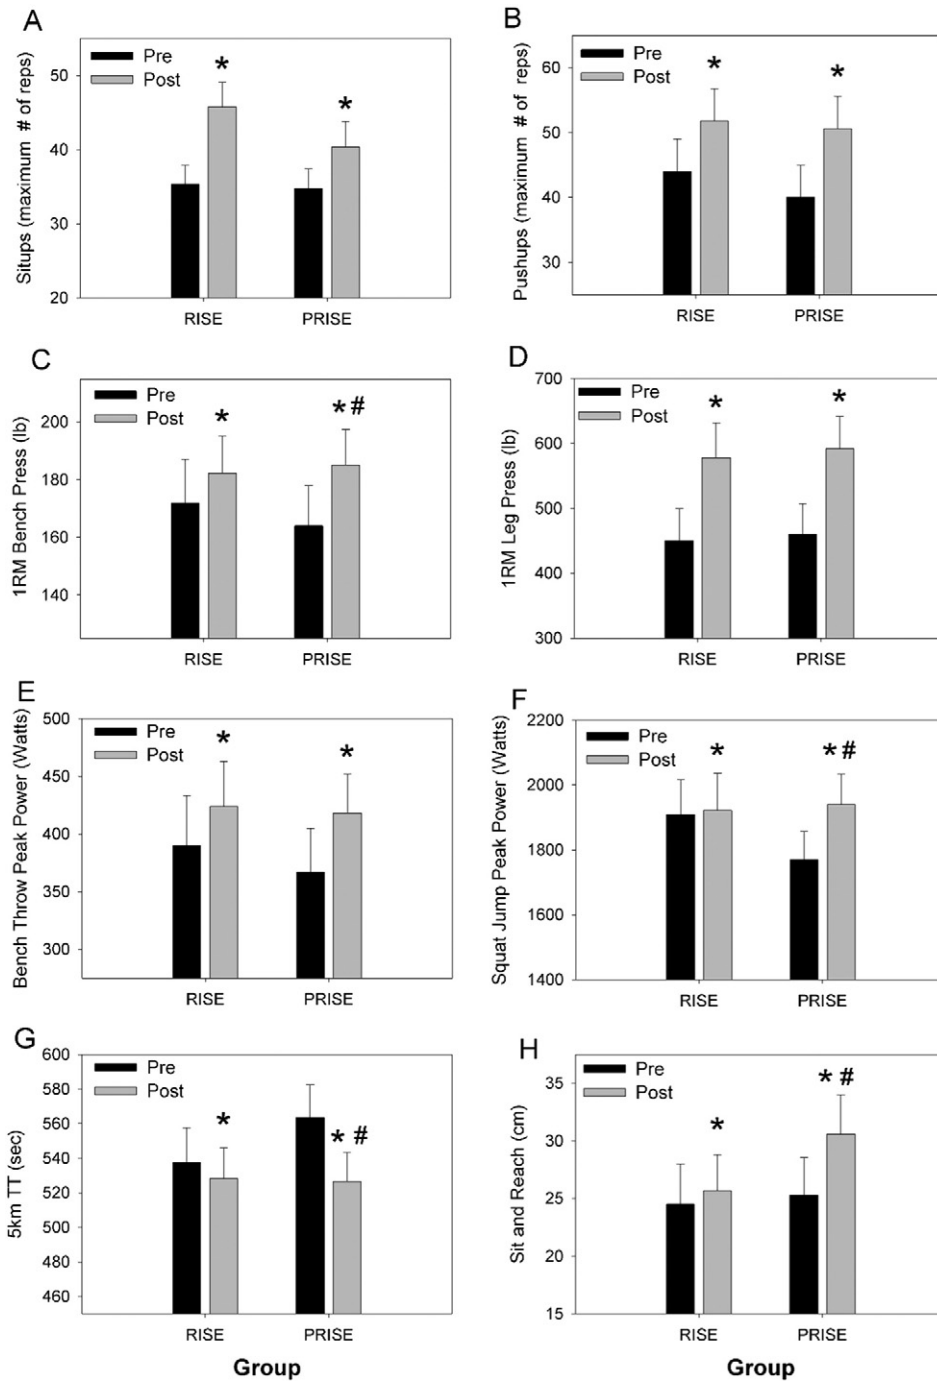 A
Situps (maximum # of reps)
Pre
Post
50
40
30
20
*
*
RISE
PRISE
B
Pushups (maximum # of reps)
Pre
Post
60
50
40
30
*
*
RISE
PRISE
C
1RM Bench Press (lb)
Pre
Post
200
180
160
140
*
* #
RISE
PRISE
D
1RM Leg Press (lb)
Pre
Post
700
600
500
400
300
*
*
RISE
PRISE
E
Bench Throw Peak Power (Watts)
Pre
Post
500
450
400
350
300
*
*
RISE
PRISE
F
Squat Jump Peak Power (Watts)
Pre
Post
2200
2000
1800
1600
1400
*
* #
RISE
PRISE
G
5km TT (sec)
Pre
Post
600
580
560
540
520
500
480
460
*
* #
RISE
PRISE
Group
H
Sit and Reach (cm)
Pre
Post
35
30
25
20
15
*
* #
RISE
PRISE
Group